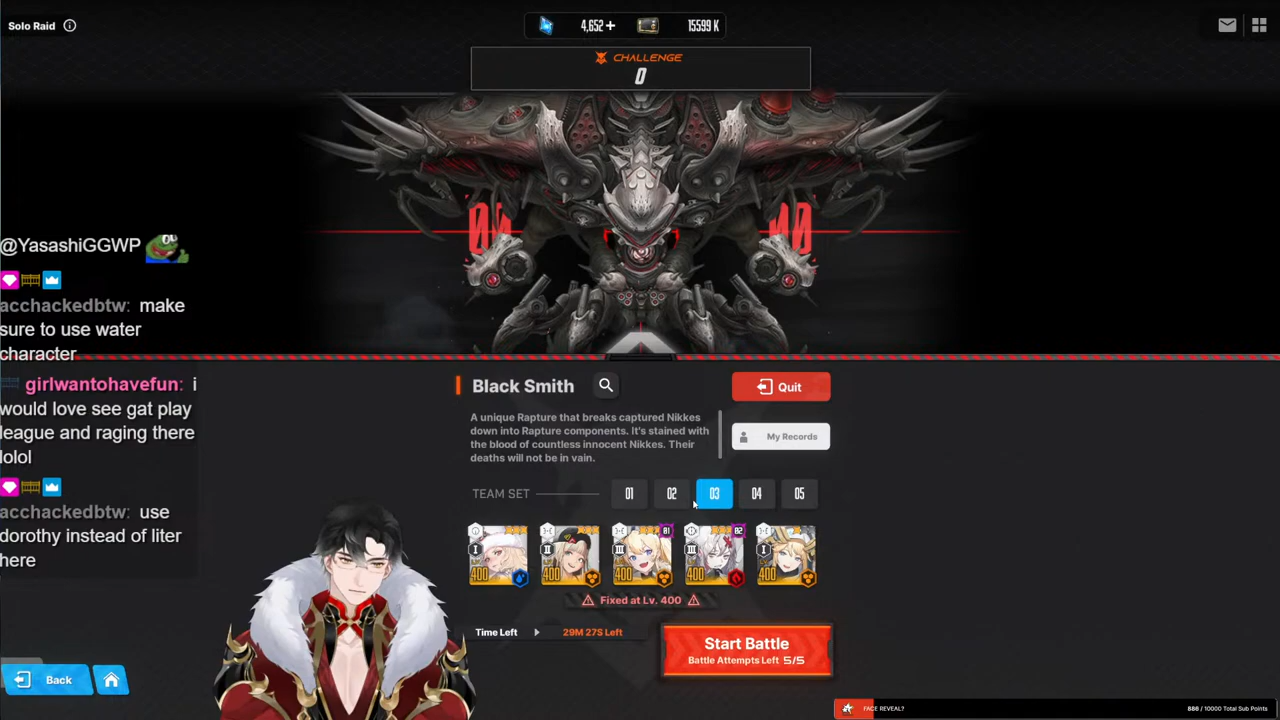 Solo Raid
4,652 +
15599 K
CHALLENGE
0
@YasashiGGWP
acchackedbtw: make
sure to use water
character
girlwantohavefun: i
would love see gat play
league and raging there
lolol
acchackedbtw: use
dorothy instead of liter
here
Black Smith
Quit
A unique Rapture that breaks captured Nikkes
down into Rapture components. It's stained with
the blood of countless innocent Nikkes. Their
deaths will not be in vain.
My Records
TEAM SET
01 02 03 04 05
I II III B1 III B2 I
400 400 400 400 400
Fixed at Lv. 400
Time Left 29M 27S Left
Start Battle
Battle Attempts Left 5/5
Back
FACE REVEAL?
886 / 10000 Total Sub Points